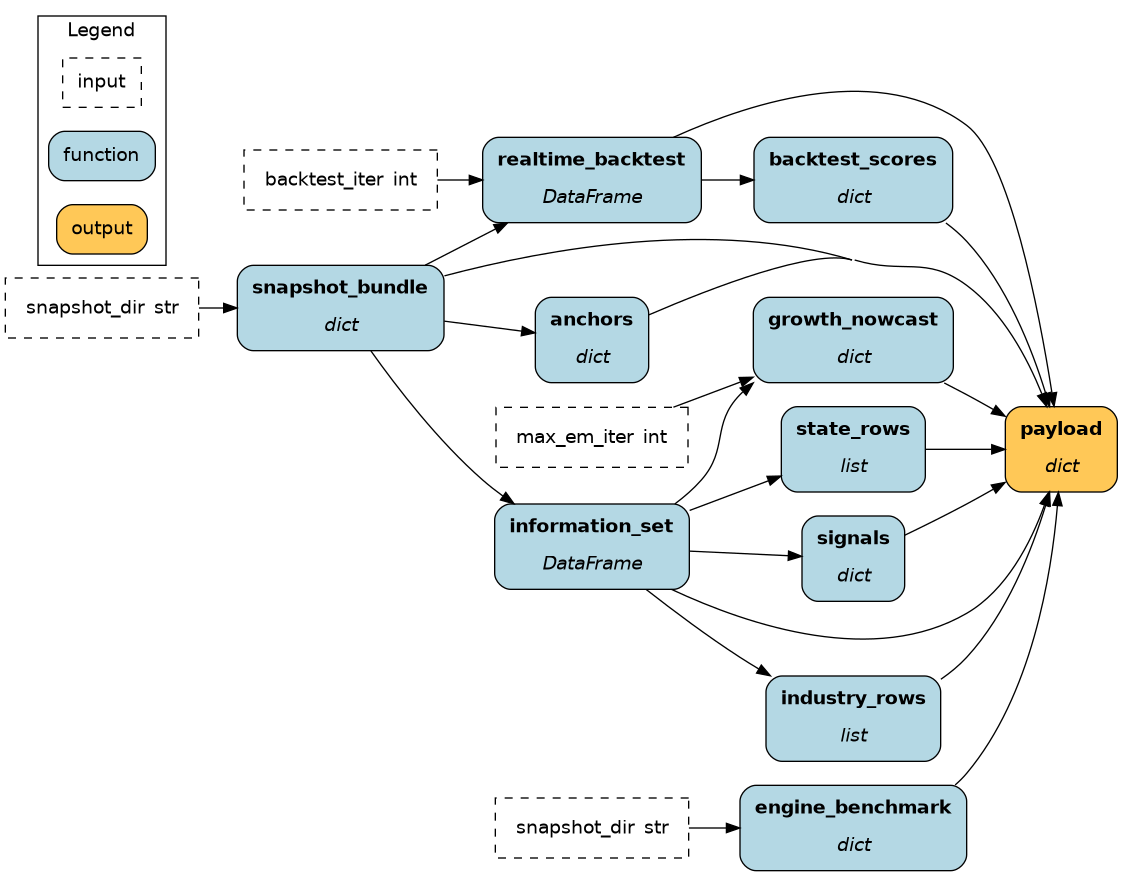 Legend
input
function
output
backtest_iter int
realtime_backtest
DataFrame
backtest_scores
dict
snapshot_dir str
snapshot_bundle
dict
anchors
dict
growth_nowcast
dict
max_em_iter int
state_rows
list
payload
dict
information_set
DataFrame
signals
dict
industry_rows
list
snapshot_dir str
engine_benchmark
dict